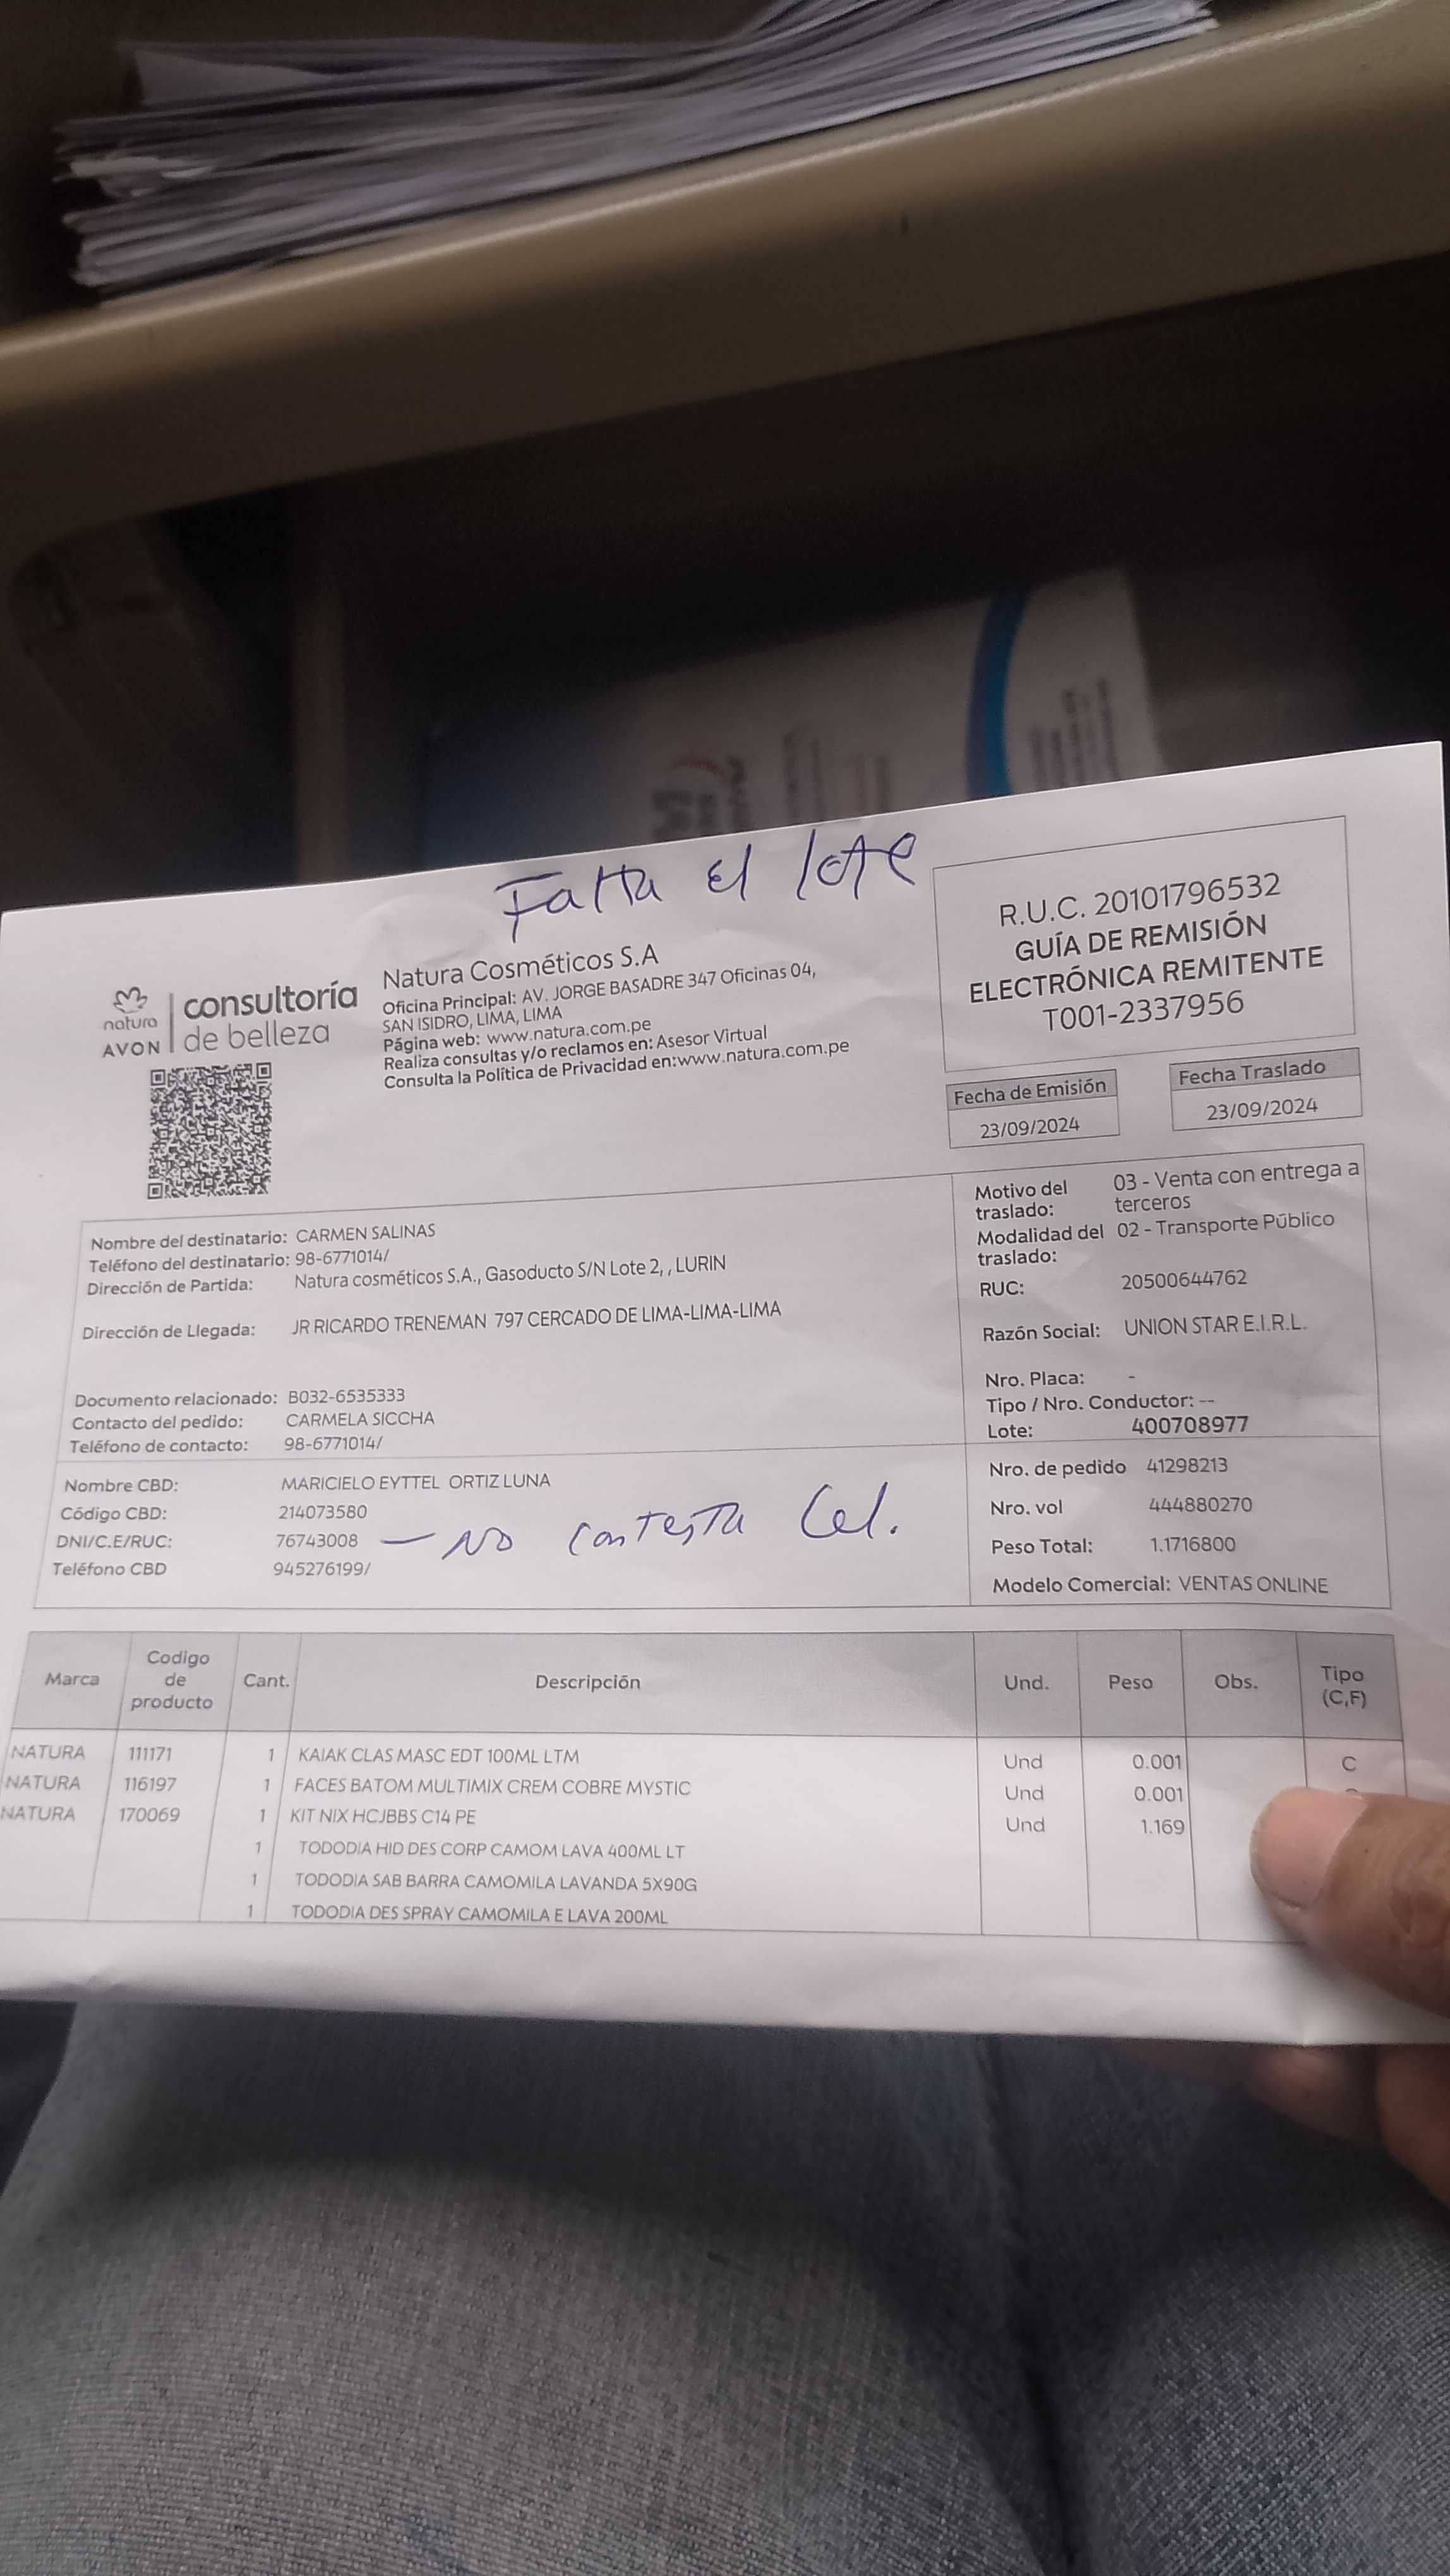 Falta el lote
natura
AVON
consultoría
de belleza
Natura Cosméticos S.A
Oficina Principal: AV. JORGE BASADRE 347 Oficinas 04,
SAN ISIDRO, LIMA, LIMA
Página web: www.natura.com.pe
Realiza consultas y/o reclamos en: Asesor Virtual
Consulta la Política de Privacidad en:www.natura.com.pe
R.U.C. 20101796532
GUÍA DE REMISIÓN
ELECTRÓNICA REMITENTE
T001-2337956
Fecha de Emisión
23/09/2024
Fecha Traslado
23/09/2024
Nombre del destinatario: CARMEN SALINAS
Teléfono del destinatario: 98-6771014/
Dirección de Partida: Natura cosméticos S.A., Gasoducto S/N Lote 2, , LURIN
Dirección de Llegada: JR RICARDO TRENEMAN 797 CERCADO DE LIMA-LIMA-LIMA
Documento relacionado: B032-6535333
Contacto del pedido: CARMELA SICCHA
Teléfono de contacto: 98-6771014/
Motivo del traslado: 03 - Venta con entrega a terceros
Modalidad del traslado: 02 - Transporte Público
RUC: 20500644762
Razón Social: UNION STAR E.I.R.L.
Nro. Placa: -
Tipo / Nro. Conductor: --
Lote: 400708977
Nombre CBD: MARICIELO EYTTEL ORTIZ LUNA
Código CBD: 214073580
DNI/C.E/RUC: 76743008 — No contesta Cel.
Teléfono CBD 945276199/
Nro. de pedido 41298213
Nro. vol 444880270
Peso Total: 1.1716800
Modelo Comercial: VENTAS ONLINE
Marca Codigo de producto Cant. Descripción Und. Peso Obs. Tipo (C,F)
NATURA 111171 1 KAIAK CLAS MASC EDT 100ML LTM Und 0.001 C
NATURA 116197 1 FACES BATOM MULTIMIX CREM COBRE MYSTIC Und 0.001
NATURA 170069 1 KIT NIX HCJBBS C14 PE Und 1.169
1 TODODIA HID DES CORP CAMOM LAVA 400ML LT
1 TODODIA SAB BARRA CAMOMILA LAVANDA 5X90G
1 TODODIA DES SPRAY CAMOMILA E LAVA 200ML